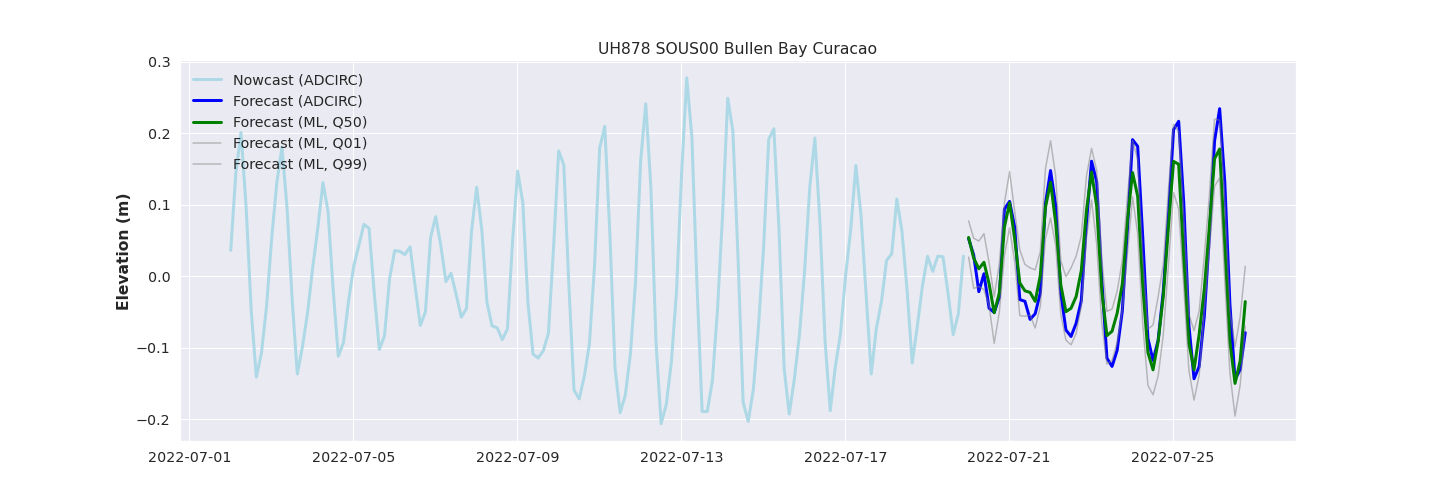 UH878 SOUS00 Bullen Bay Curacao
0.3
0.2
0.1
0.0
−0.1
−0.2
Elevation (m)
Nowcast (ADCIRC)
Forecast (ADCIRC)
Forecast (ML, Q50)
Forecast (ML, Q01)
Forecast (ML, Q99)
2022-07-01 2022-07-05 2022-07-09 2022-07-13 2022-07-17 2022-07-21 2022-07-25